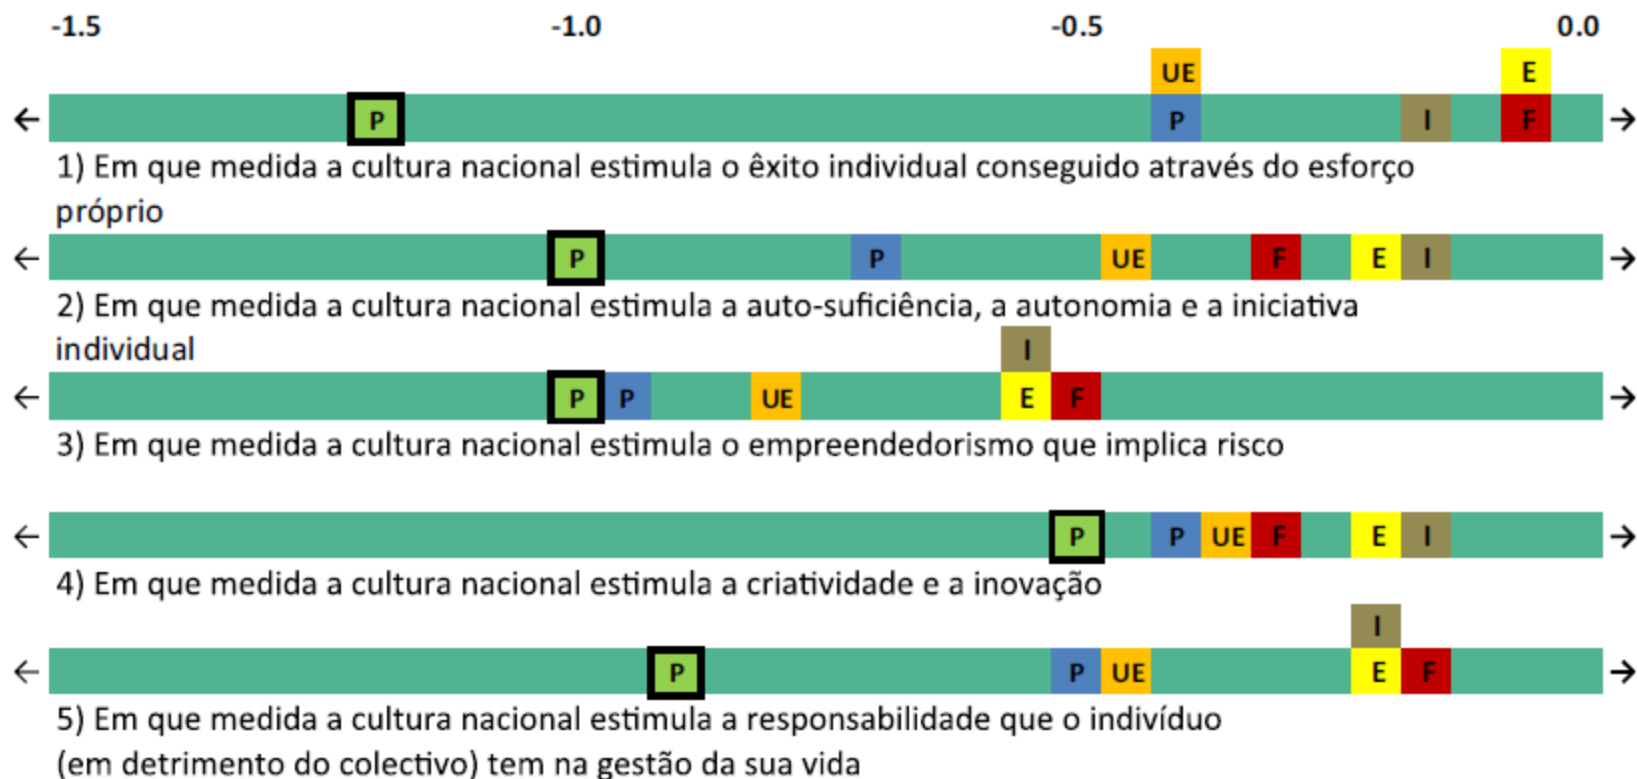 -1.5 -1.0 -0.5 0.0
UE E
← P P I F →
1) Em que medida a cultura nacional estimula o êxito individual conseguido através do esforço
próprio
← P P UE F E I →
2) Em que medida a cultura nacional estimula a auto-suficiência, a autonomia e a iniciativa
individual
I
← P P UE E F →
3) Em que medida a cultura nacional estimula o empreendedorismo que implica risco
← P P UE F E I →
4) Em que medida a cultura nacional estimula a criatividade e a inovação
I
← P P UE E F →
5) Em que medida a cultura nacional estimula a responsabilidade que o indivíduo
(em detrimento do colectivo) tem na gestão da sua vida